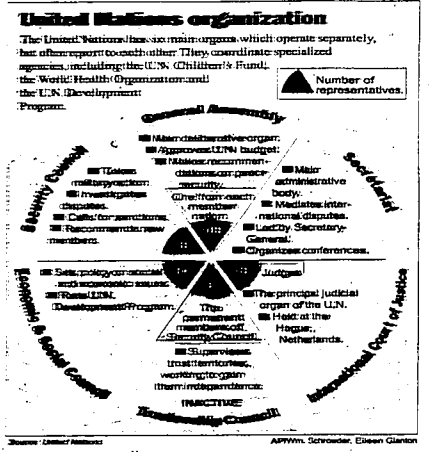 United Nations organization
The United Nations has six main organs which operate separately,
but often report to each other. They coordinate specialized
agencies, including the U.N. Children's Fund,
the World Health Organization and
the U.N. Development
Program.
Number of
representatives.
General Assembly
Main deliberative organ.
Approves U.N. budget.
Makes recommen-
dations on peace
security.
One from each
member
nation
Security Council
Takes
military action.
Investigates
disputes.
Calls for sanctions.
Recommends new
members.
Secretariat
Major
administrative
body.
Mediates inter-
national disputes.
Led by Secretary-
General.
Organizes conferences.
Economic & Social Council
Sets policy on social
and economic issues.
U.N.
Development Program.
Judges
The principal judicial
organ of the U.N.
Held at the
Hague,
Netherlands.
International Court of Justice
The
permanent
members of
Security Council
Supervises
trust territories,
working to gain
them independence.
INACTIVE
Trusteeship Council
Source: United Nations
AP/Wm. Schroeder, Eileen Glanton